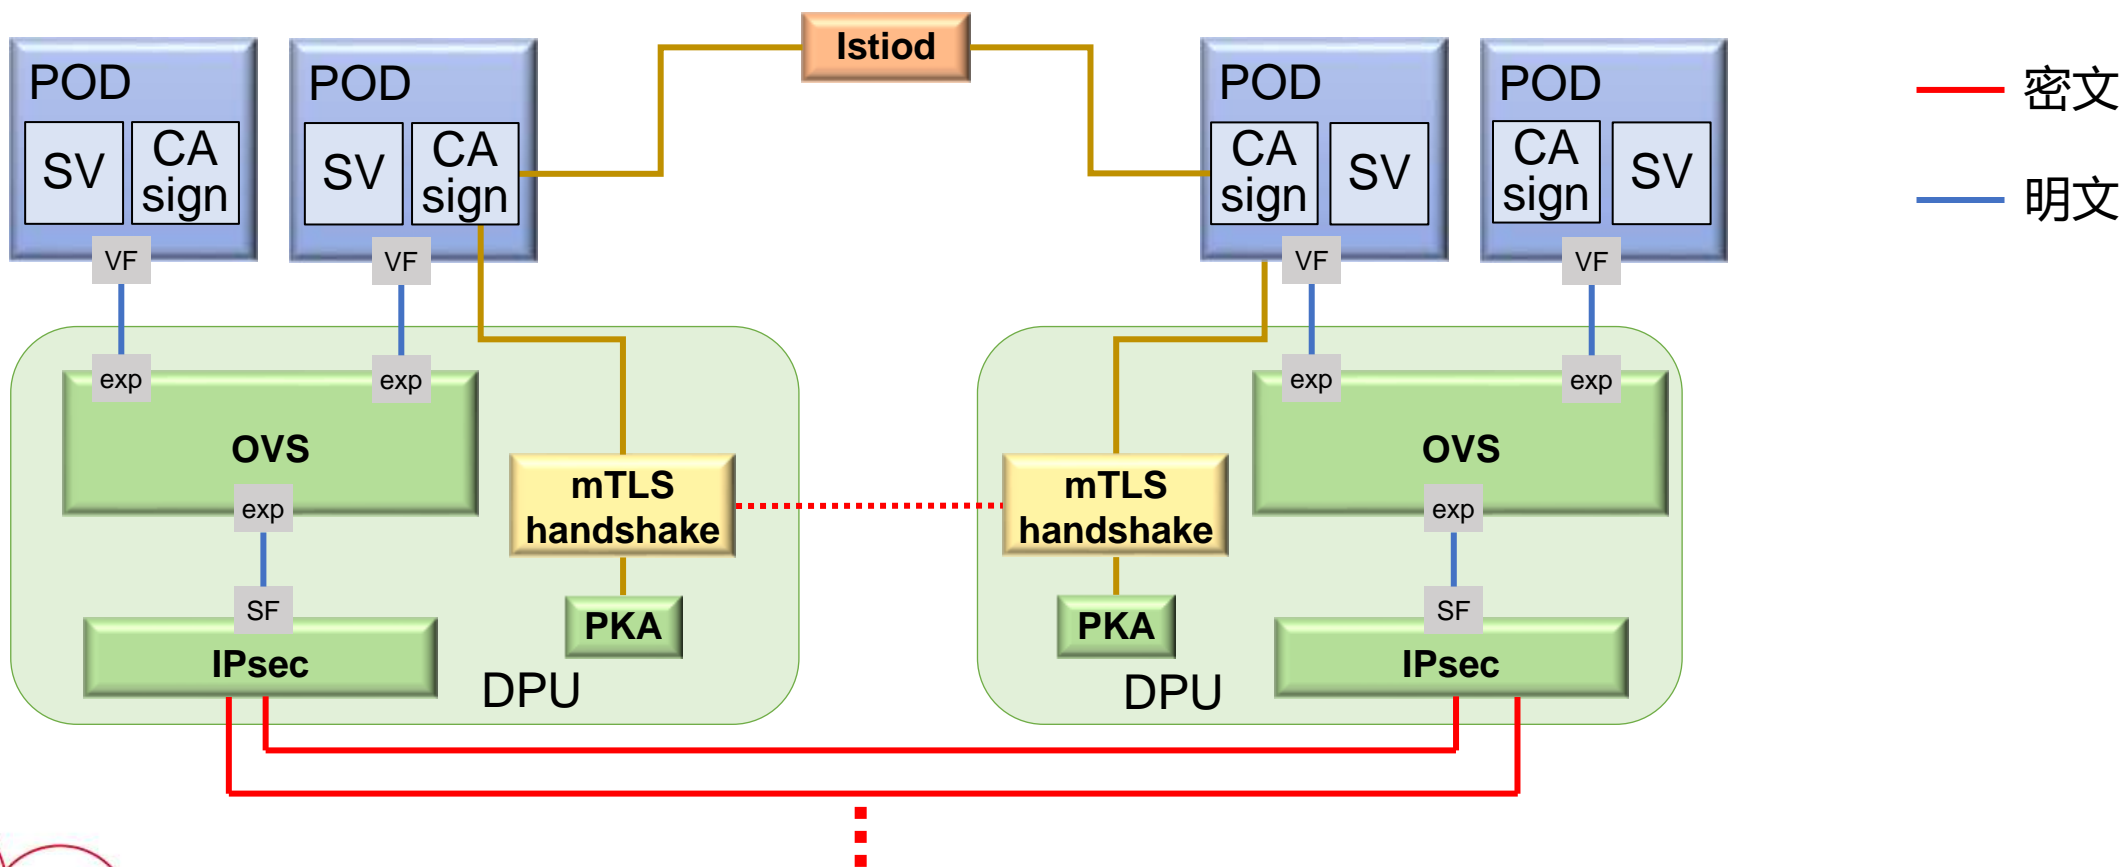 Istiod
POD
POD
POD
POD
密文
SV
CA
sign
SV
CA
sign
CA
sign
SV
CA
sign
SV
明文
VF
VF
VF
VF
exp
exp
exp
exp
OVS
OVS
mTLS
handshake
mTLS
handshake
exp
exp
SF
SF
PKA
PKA
IPsec
IPsec
DPU
DPU